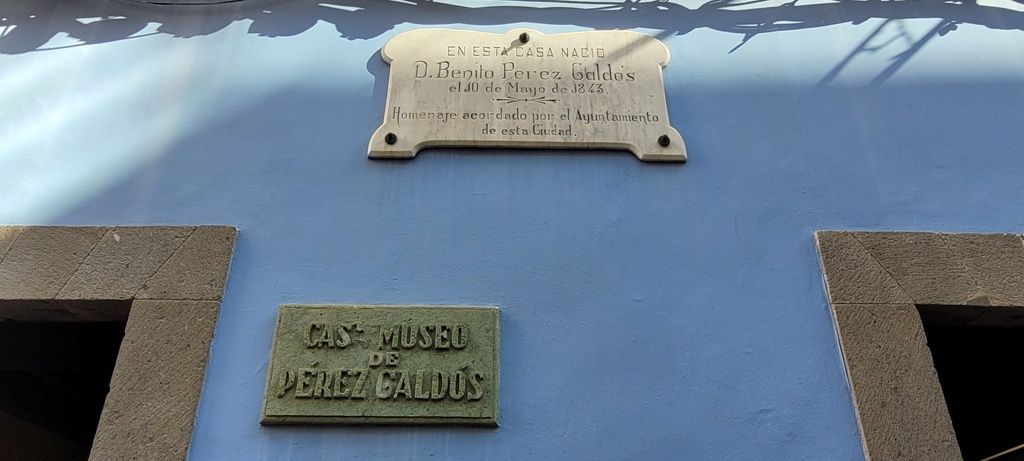 EN ESTA CASA NACIO
D. Benito Perez Galdós
el 10 de Mayo de 1843.
Homenaje acordado por el Ayuntamiento
de esta Ciudad.
CASA MUSEO
DE
PÉREZ GALDÓS